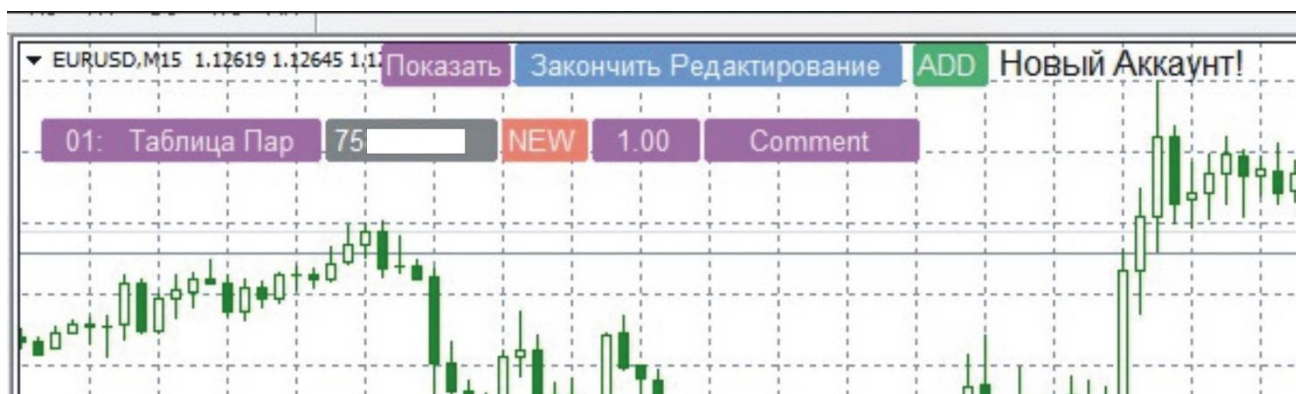 EURUSD,M15 1.12619 1.12645 Показать Закончить Редактирование ADD Новый Аккаунт!
01: Таблица Пар 75 NEW 1.00 Comment